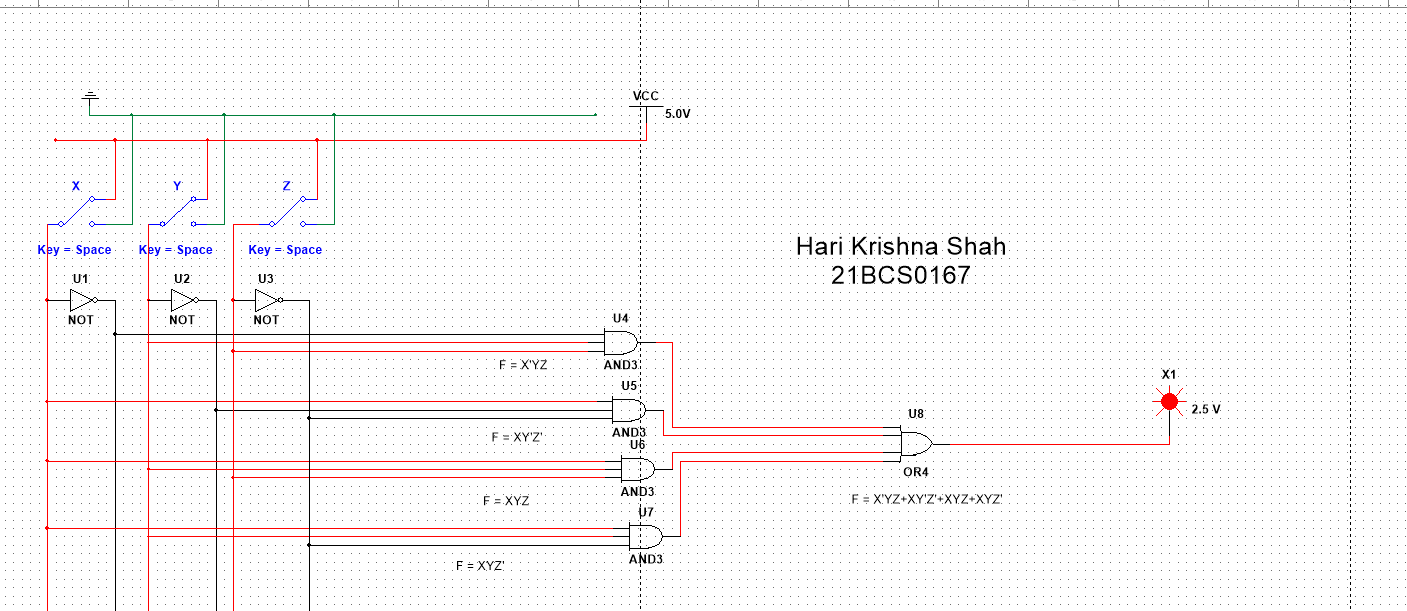 VCC
5.0V
X
Y
Z
Key = Space
Key = Space
Key = Space
Hari Krishna Shah
21BCS0167
U1
U2
U3
NOT
NOT
NOT
U4
F = X'YZ
AND3
X1
U5
2.5 V
U8
AND3
F = XY'Z'
U6
OR4
AND3
F = XYZ
F = X'YZ+XY'Z'+XYZ+XYZ'
U7
AND3
F = XYZ'